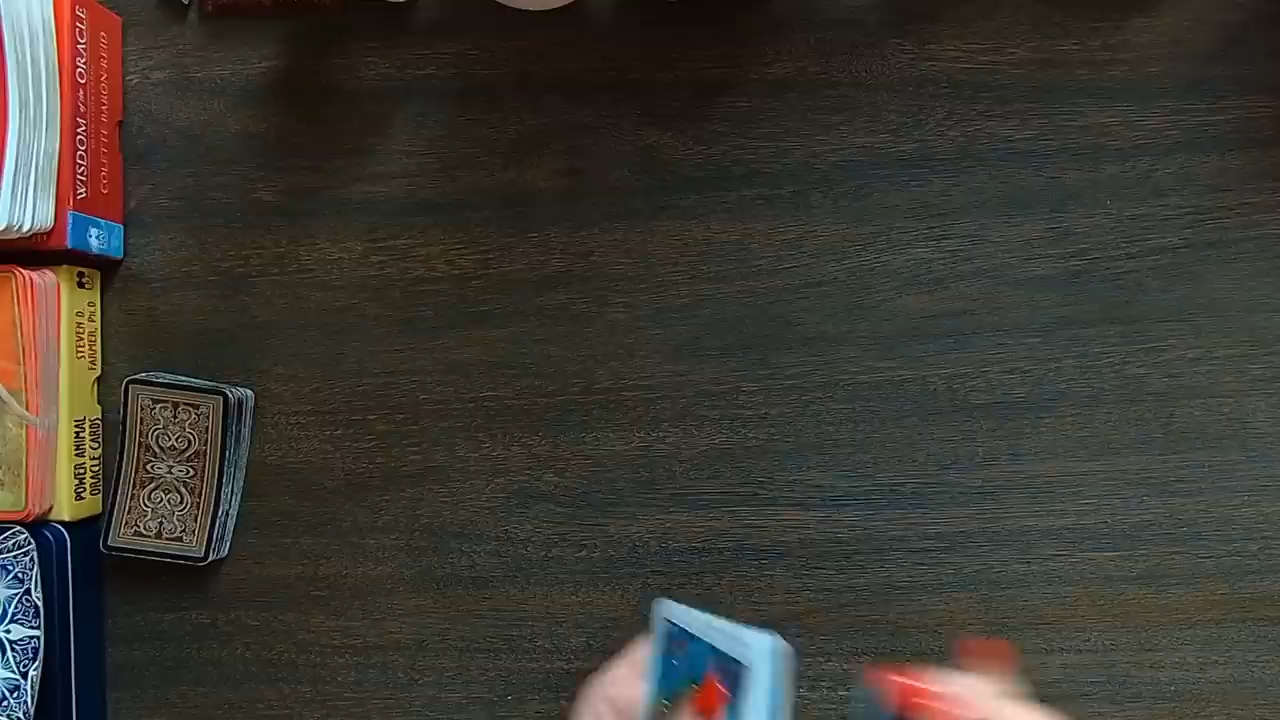 WISDOM of the ORACLE
COLETTE BARON-REID
STEVEN D.
FARMER, PH.D.
POWER ANIMAL
ORACLE CARDS